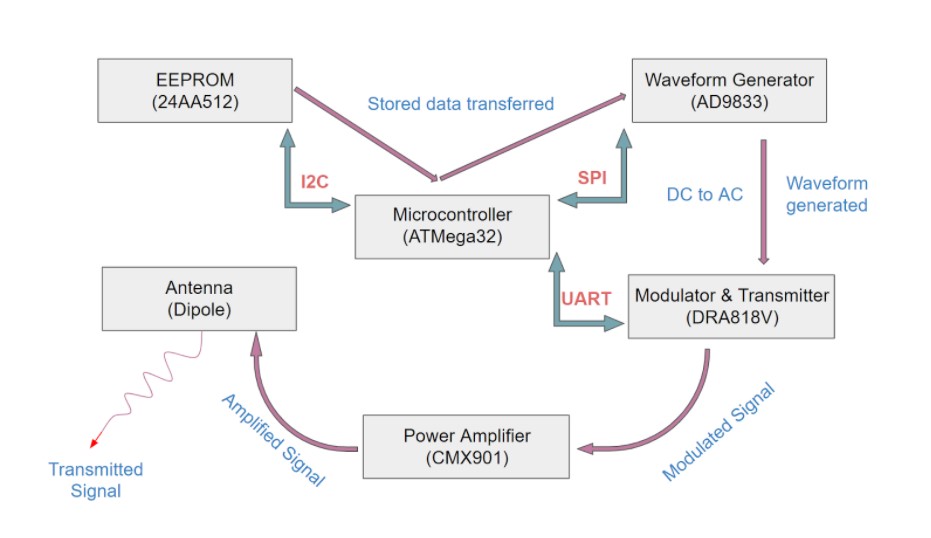 EEPROM
(24AA512)
Stored data transferred
Waveform Generator
(AD9833)
I2C
SPI
DC to AC
Waveform
generated
Microcontroller
(ATMega32)
Antenna
(Dipole)
UART
Modulator & Transmitter
(DRA818V)
Amplified Signal
Power Amplifier
(CMX901)
Modulated Signal
Transmitted
Signal